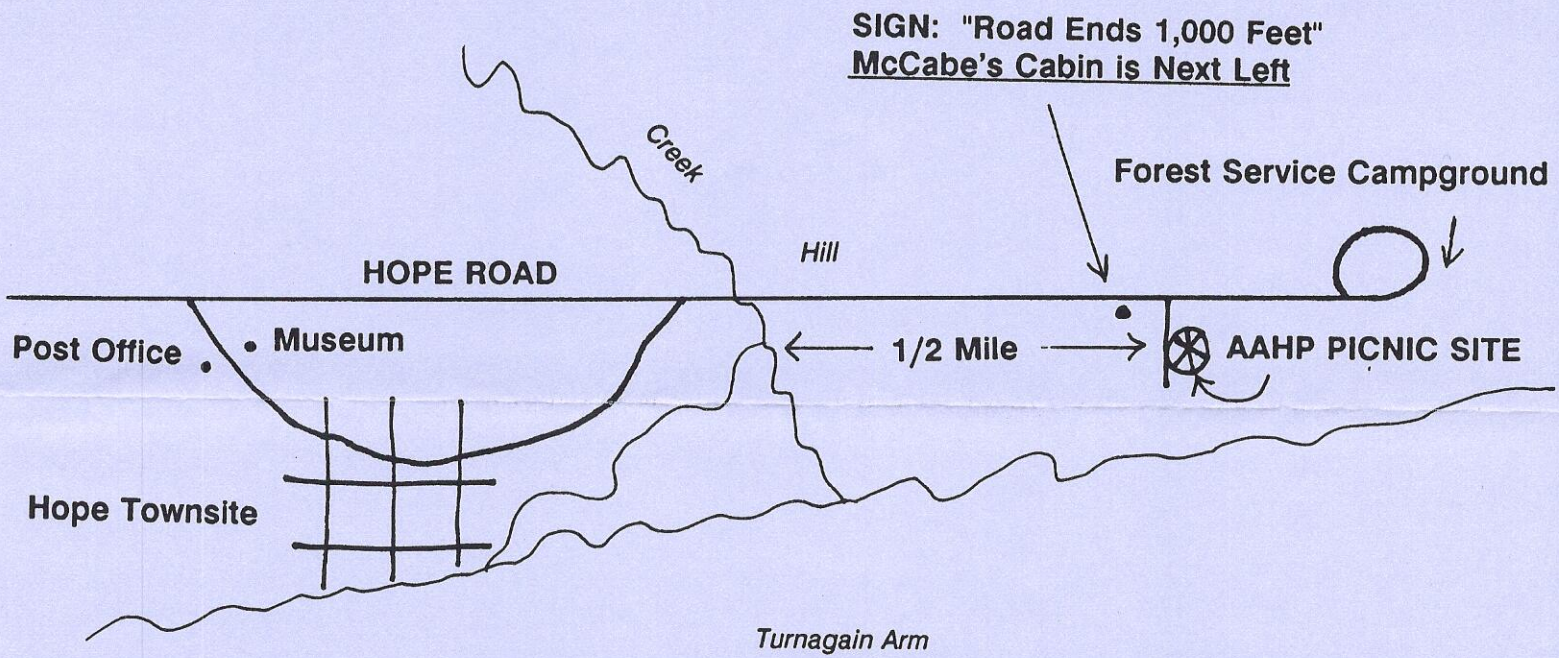 SIGN: "Road Ends 1,000 Feet"
McCabe's Cabin is Next Left
Creek
Forest Service Campground
Hill
HOPE ROAD
Post Office
Museum
1/2 Mile
AAHP PICNIC SITE
Hope Townsite
Turnagain Arm